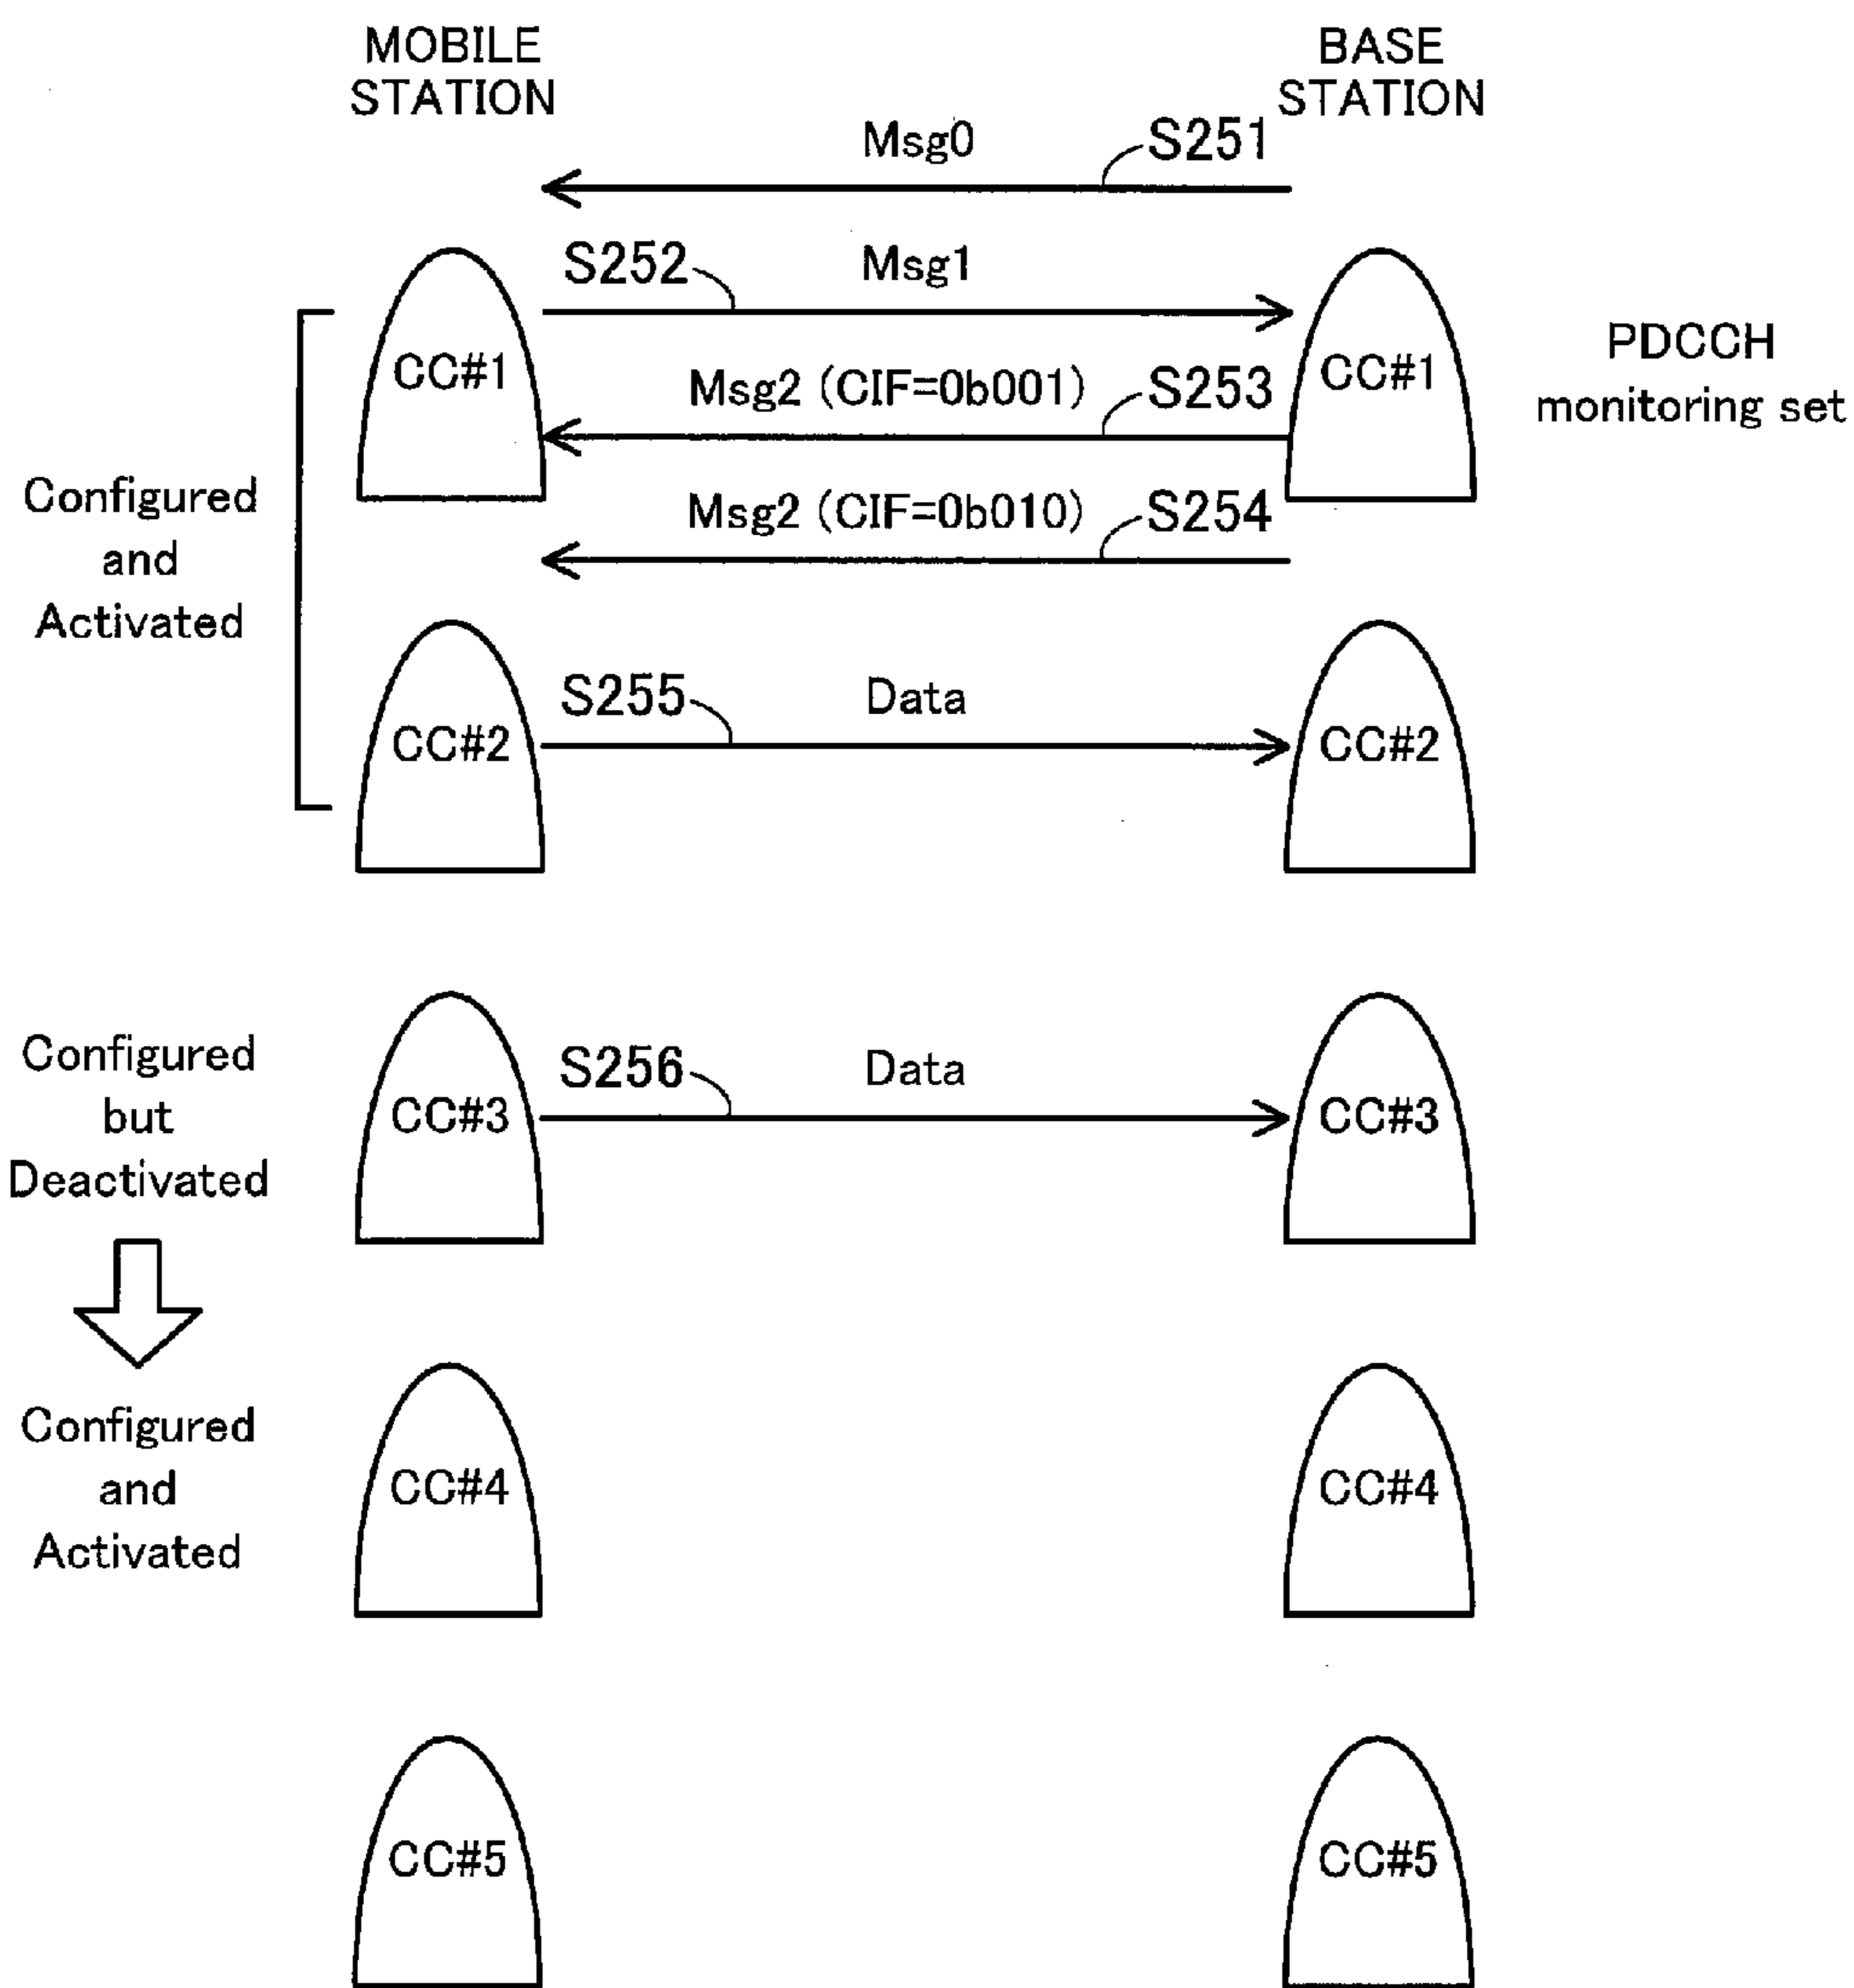 MOBILE
STATION
BASE
STATION
Msg0
S251
S252
Msg1
CC#1
CC#1
PDCCH
monitoring set
Msg2 (CIF=0b001)
S253
Configured
and
Activated
Msg2 (CIF=0b010)
S254
S255
Data
CC#2
CC#2
Configured
but
Deactivated
S256
Data
CC#3
CC#3
Configured
and
Activated
CC#4
CC#4
CC#5
CC#5